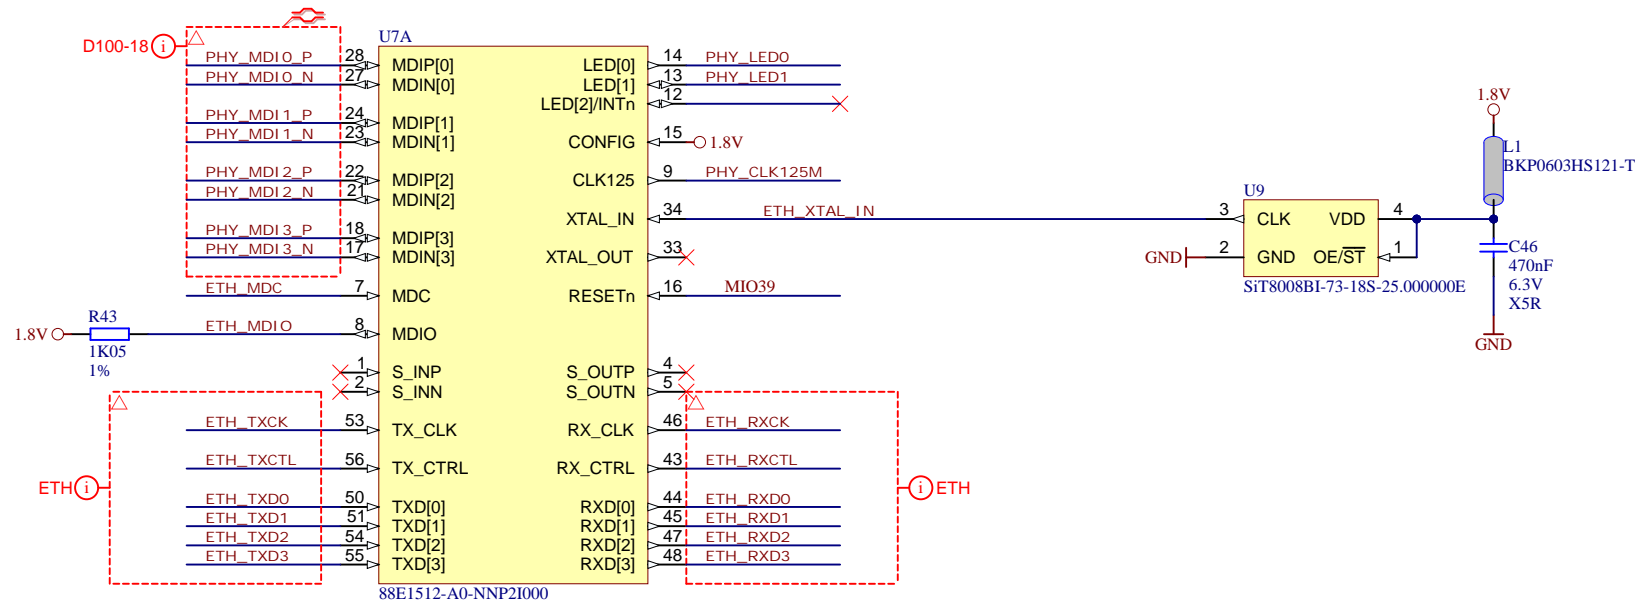 D100-18 i
U7A
PHY_MDI0_P 28 MDIP[0] LED[0] 14 PHY_LED0
PHY_MDI0_N 27 MDIN[0] LED[1] 13 PHY_LED1
LED[2]/INTn 12
PHY_MDI1_P 24 MDIP[1]
PHY_MDI1_N 23 MDIN[1] CONFIG 15 1.8V
PHY_MDI2_P 22 MDIP[2] CLK125 9 PHY_CLK125M
PHY_MDI2_N 21 MDIN[2]
XTAL_IN 34 ETH_XTAL_IN
PHY_MDI3_P 18 MDIP[3]
PHY_MDI3_N 17 MDIN[3] XTAL_OUT 33
ETH_MDC 7 MDC RESETn 16 MIO39
R43
1.8V ETH_MDIO 8 MDIO
1K05
1%
1 S_INP S_OUTP 4
2 S_INN S_OUTN 5
ETH_TXCK 53 TX_CLK RX_CLK 46 ETH_RXCK
ETH_TXCTL 56 TX_CTRL RX_CTRL 43 ETH_RXCTL
ETH i
i ETH
ETH_TXD0 50 TXD[0] RXD[0] 44 ETH_RXD0
ETH_TXD1 51 TXD[1] RXD[1] 45 ETH_RXD1
ETH_TXD2 54 TXD[2] RXD[2] 47 ETH_RXD2
ETH_TXD3 55 TXD[3] RXD[3] 48 ETH_RXD3
88E1512-A0-NNP2I000
1.8V
L1
BKP0603HS121-T
U9
3 CLK VDD 4
GND 2 GND OE/ST 1
SiT8008BI-73-18S-25.000000E
C46
470nF
6.3V
X5R
GND